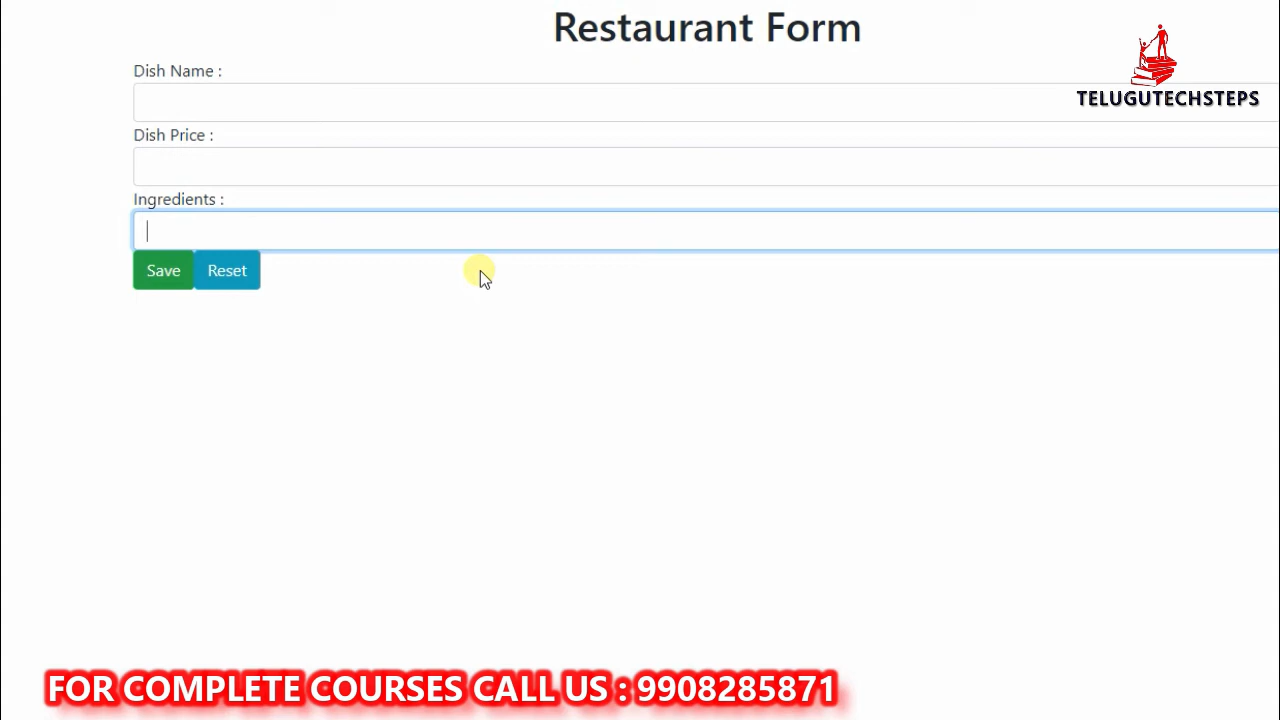 Restaurant Form
TELUGUTECHSTEPS
Dish Name :
Dish Price :
Ingredients :
Save Reset
FOR COMPLETE COURSES CALL US : 9908285871